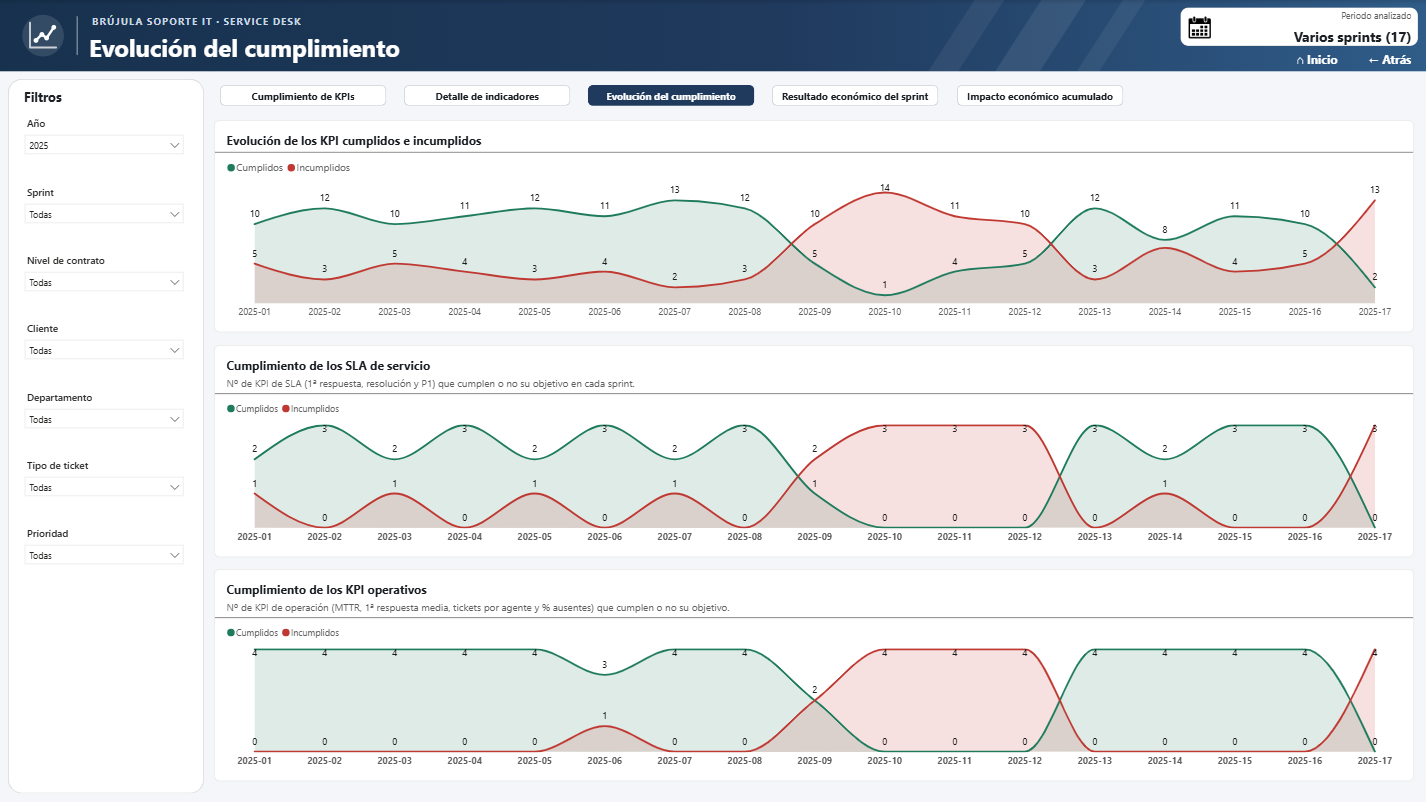 BRÚJULA SOPORTE IT · SERVICE DESK
Evolución del cumplimiento
Periodo analizado
Varios sprints (17)
⌂ Inicio
← Atrás
Filtros
Año
2025
Sprint
Todas
Nivel de contrato
Todas
Cliente
Todas
Departamento
Todas
Tipo de ticket
Todas
Prioridad
Todas
Cumplimiento de KPIs
Detalle de indicadores
Evolución del cumplimiento
Resultado económico del sprint
Impacto económico acumulado
Evolución de los KPI cumplidos e incumplidos
Cumplidos Incumplidos
10 12 10 11 12 11 13 12 10 14 11 10 12 8 11 10 13
5 3 5 4 3 4 2 3 5 1 4 5 3 4 5 2
2025-01 2025-02 2025-03 2025-04 2025-05 2025-06 2025-07 2025-08 2025-09 2025-10 2025-11 2025-12 2025-13 2025-14 2025-15 2025-16 2025-17
Cumplimiento de los SLA de servicio
Nº de KPI de SLA (1ª respuesta, resolución y P1) que cumplen o no su objetivo en cada sprint.
Cumplidos Incumplidos
2 3 2 3 2 3 2 3 2 3 3 3 3 2 3 3 3
1 0 1 0 1 0 1 0 1 0 0 0 0 1 0 0 0
2025-01 2025-02 2025-03 2025-04 2025-05 2025-06 2025-07 2025-08 2025-09 2025-10 2025-11 2025-12 2025-13 2025-14 2025-15 2025-16 2025-17
Cumplimiento de los KPI operativos
Nº de KPI de operación (MTTR, 1ª respuesta media, tickets por agente y % ausentes) que cumplen o no su objetivo.
Cumplidos Incumplidos
4 4 4 4 4 3 4 4 2 4 4 4 4 4 4 4 4
0 0 0 0 0 1 0 0 0 0 0 0 0 0 0 0
2025-01 2025-02 2025-03 2025-04 2025-05 2025-06 2025-07 2025-08 2025-09 2025-10 2025-11 2025-12 2025-13 2025-14 2025-15 2025-16 2025-17